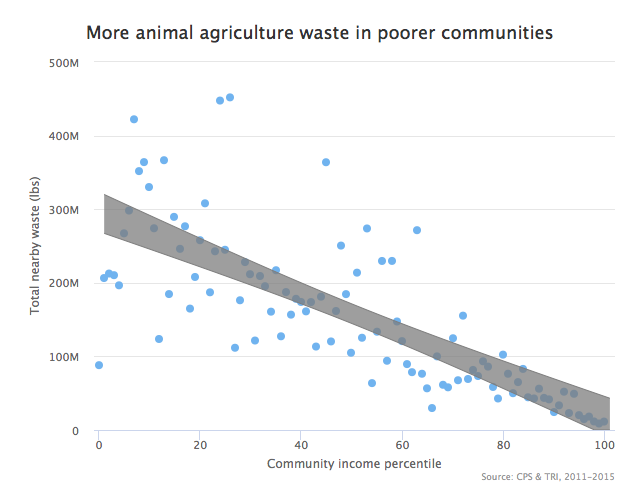 More animal agriculture waste in poorer communities
500M
400M
300M
200M
100M
0
Total nearby waste (lbs)
0 20 40 60 80 100
Community income percentile
Source: CPS & TRI, 2011–2015